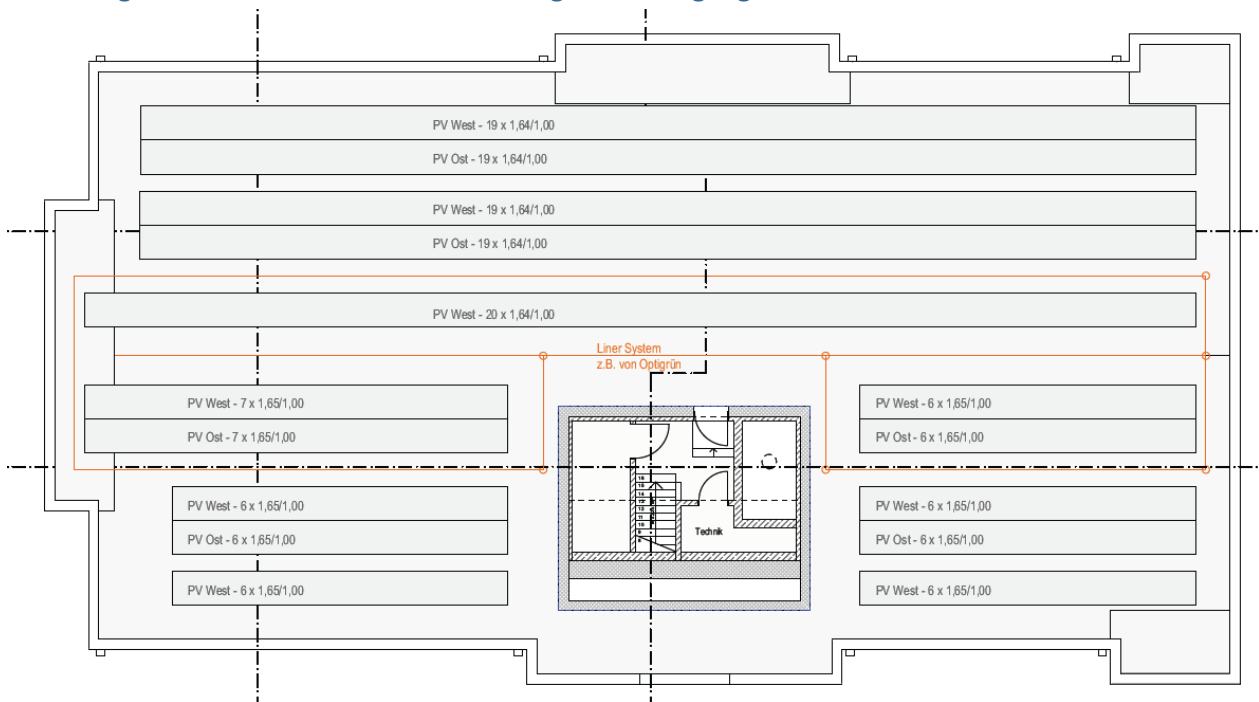 PV West - 19 x 1,64/1,00
PV Ost - 19 x 1,64/1,00
PV West - 19 x 1,64/1,00
PV Ost - 19 x 1,64/1,00
PV West - 20 x 1,64/1,00
Liner System
z.B. von Optigrün
PV West - 7 x 1,65/1,00
PV Ost - 7 x 1,65/1,00
PV West - 6 x 1,65/1,00
PV Ost - 6 x 1,65/1,00
PV West - 6 x 1,65/1,00
PV Ost - 6 x 1,65/1,00
PV West - 6 x 1,65/1,00
PV Ost - 6 x 1,65/1,00
Technik
PV West - 6 x 1,65/1,00
PV West - 6 x 1,65/1,00